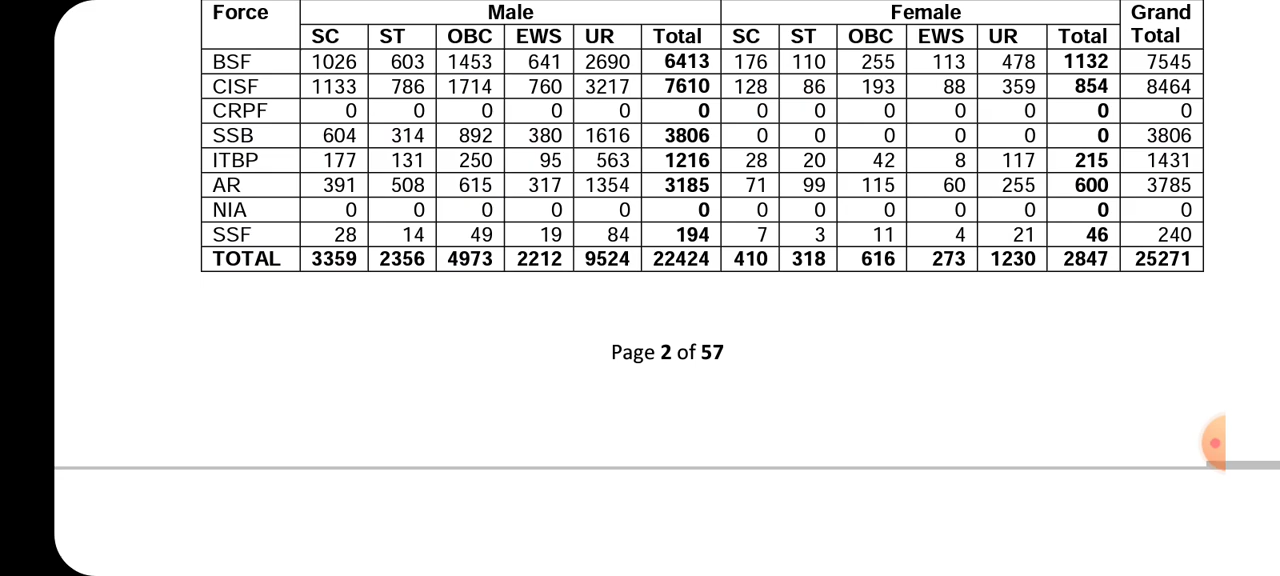 Force Male Female Grand Total
SC ST OBC EWS UR Total SC ST OBC EWS UR Total
BSF 1026 603 1453 641 2690 6413 176 110 255 113 478 1132 7545
CISF 1133 786 1714 760 3217 7610 128 86 193 88 359 854 8464
CRPF 0 0 0 0 0 0 0 0 0 0 0 0 0
SSB 604 314 892 380 1616 3806 0 0 0 0 0 0 3806
ITBP 177 131 250 95 563 1216 28 20 42 8 117 215 1431
AR 391 508 615 317 1354 3185 71 99 115 60 255 600 3785
NIA 0 0 0 0 0 0 0 0 0 0 0 0 0
SSF 28 14 49 19 84 194 7 3 11 4 21 46 240
TOTAL 3359 2356 4973 2212 9524 22424 410 318 616 273 1230 2847 25271
Page 2 of 57